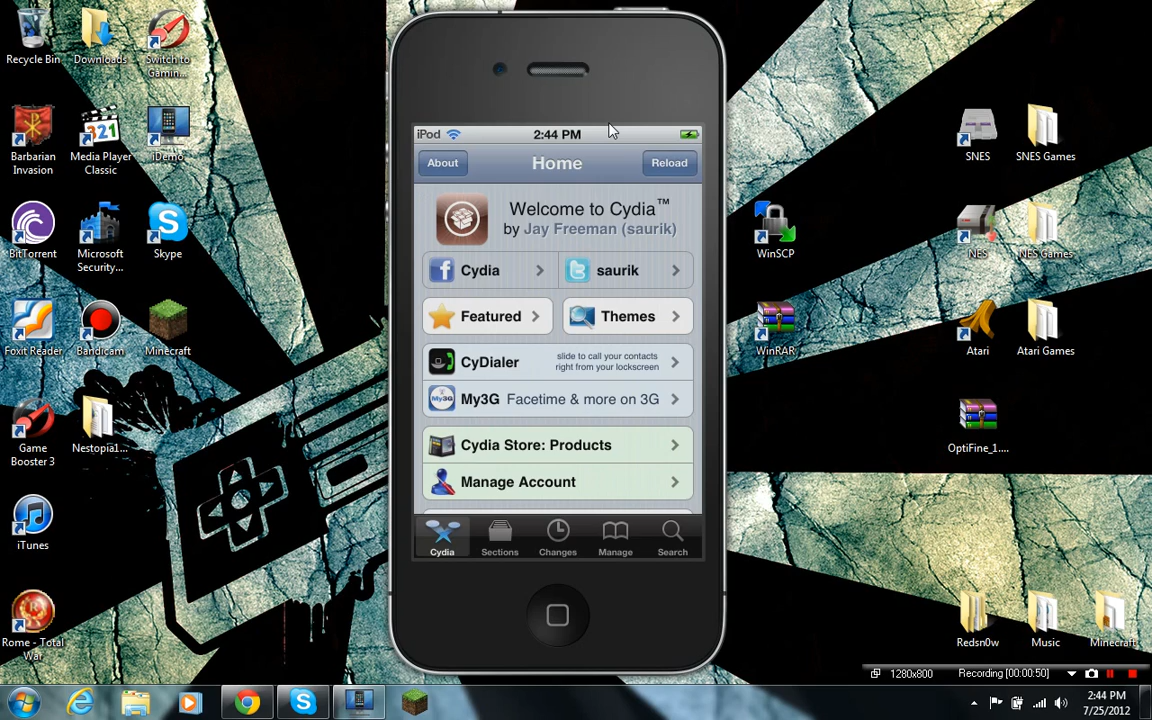 Recycle Bin
Downloads
Switch to
Gamin...
Barbarian
Invasion
Media Player
Classic
iDemo
BitTorrent
Microsoft
Security...
Skype
Foxit Reader
Bandicam
Minecraft
Game
Booster 3
Nestopia1...
iTunes
Rome - Total
War
iPod
2:44 PM
About
Home
Reload
Welcome to Cydia™
by Jay Freeman (saurik)
Cydia
saurik
Featured
Themes
CyDialer
slide to call your contacts
right from your lockscreen
My3G
My3G Facetime & more on 3G
Cydia Store: Products
Manage Account
Cydia
Sections
Changes
Manage
Search
SNES
SNES Games
WinSCP
NES
NES Games
WinRAR
Atari
Atari Games
OptiFine_1....
Redsn0w
Music
Minecraft
1280x800
Recording [00:00:50]
2:44 PM
7/25/2012